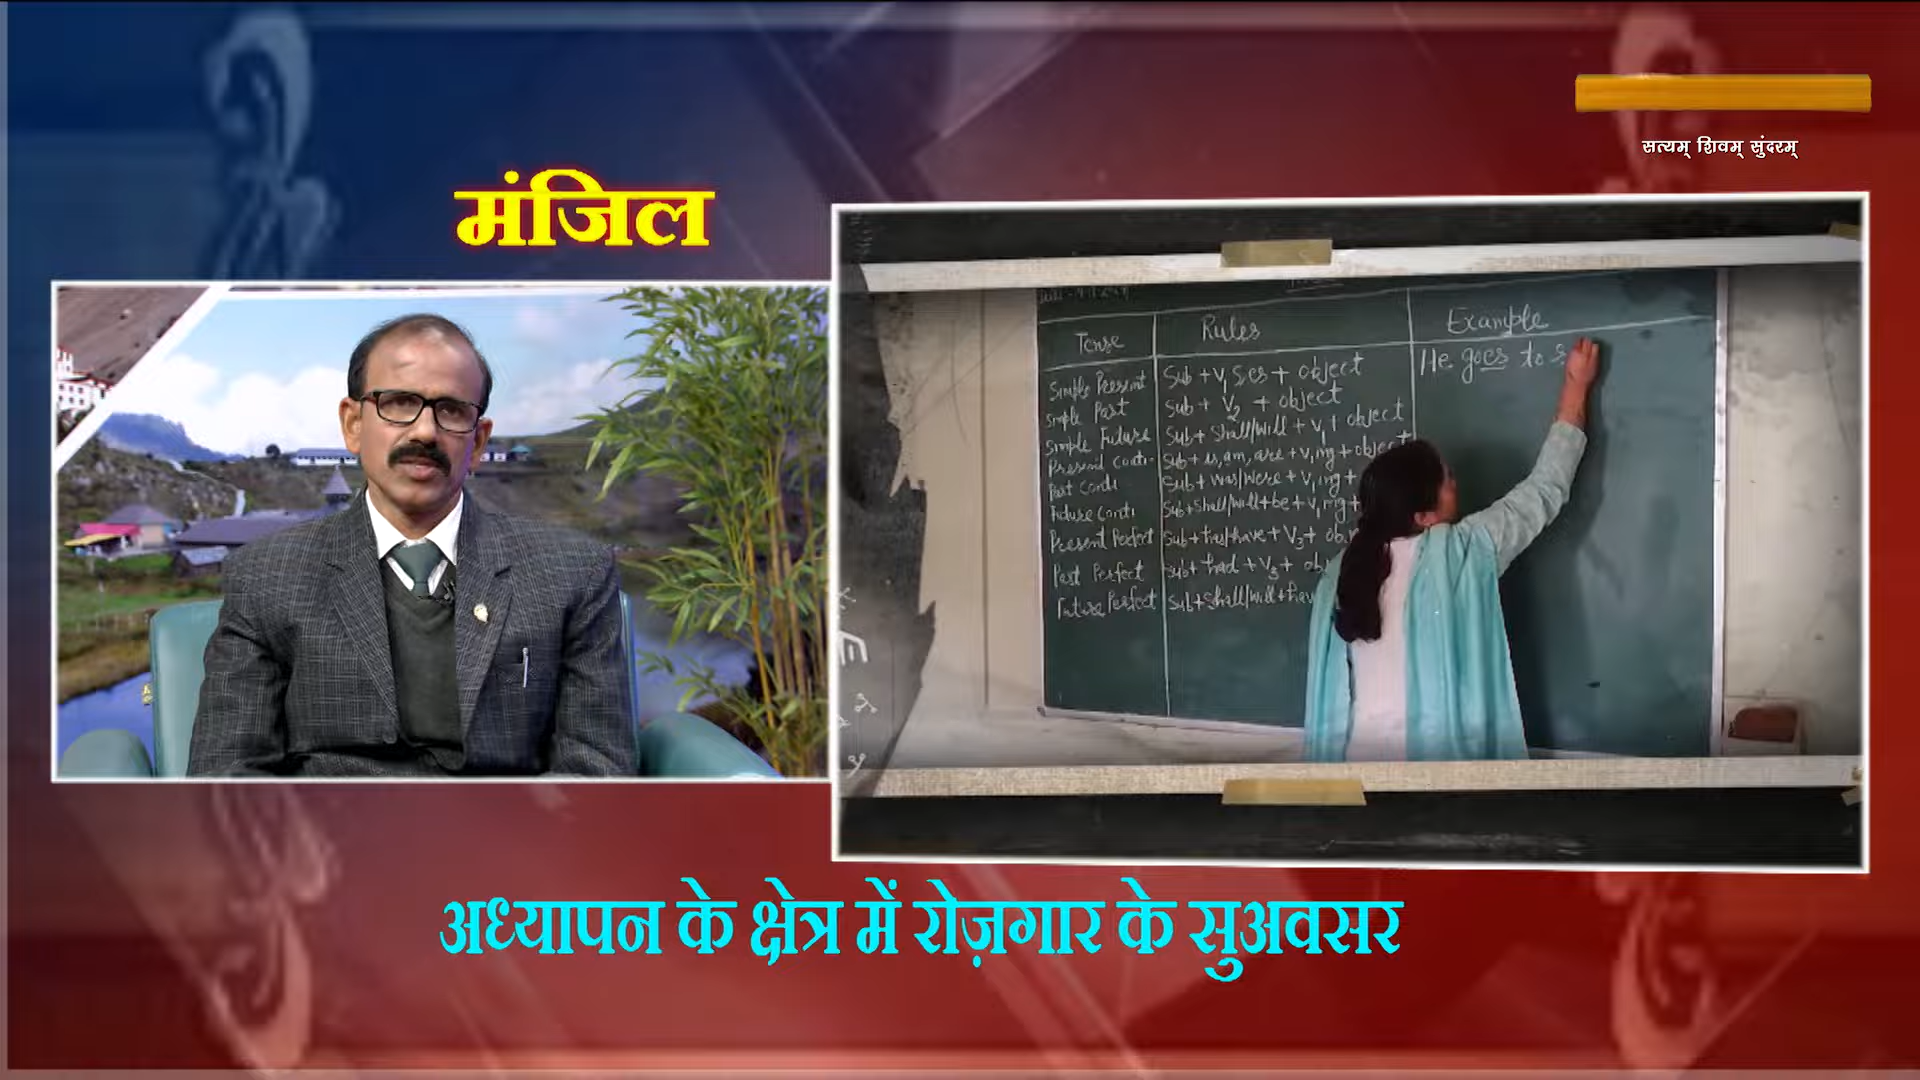 सत्यम् शिवम् सुंदरम्
मंजिल
Tense Rules Example
Simple Present Sub + V1 s/es + object He goes to s
Simple Past Sub + V2 + object
Simple Future Sub + Shall/will + V1 + object
Present Conti- Sub + is, am, are + V1 ing + object
Past Conti Sub + was/were + V1 ing +
Future Conti Sub + Shall/will + be + V1 ing +
Present Perfect Sub + has/have + V3 + obj
Past Perfect Sub + had + V3 + obj
Future Perfect Sub + Shall/will + hav
अध्यापन के क्षेत्र में रोज़गार के सुअवसर